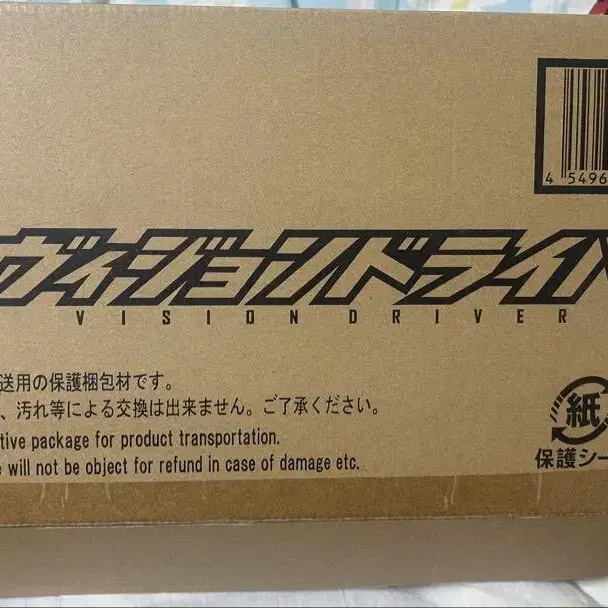 4 54966
ヴィジョンドライ
VISION DRIVER
送用の保護梱包材です。
、汚れ等による交換は出来ません。ご了承ください。
tive package for product transportation.
e will not be object for refund in case of damage etc.
紙
保護シー